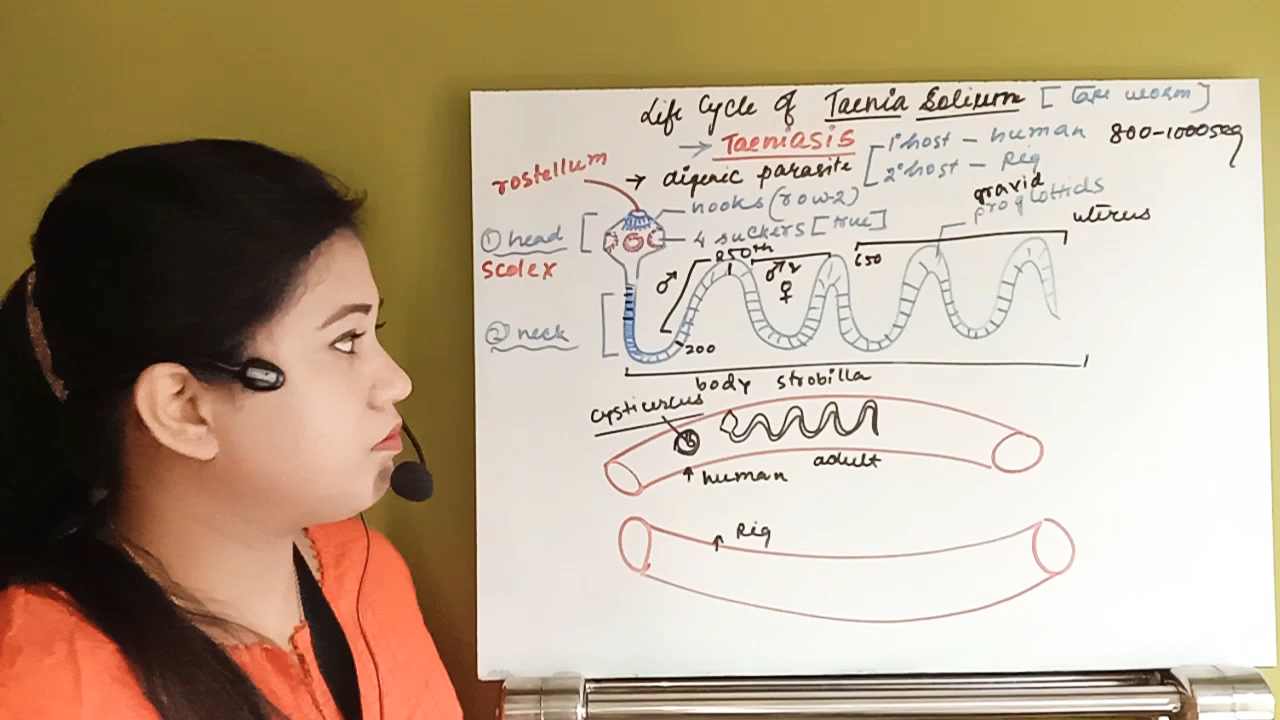 Life Cycle of Taenia Solium [Tape worm]
→ Taeniasis
→ digenic parasite
1°host - human
2°host - Pig
800-1000seg
rostellum
hooks (row-2)
4 suckers [true]
① head
scolex
② neck
♂
200
250th
♂ ♀
650
gravid
proglottids
uterus
body strobilla
cysticercus
adult
↑ human
↑ Pig